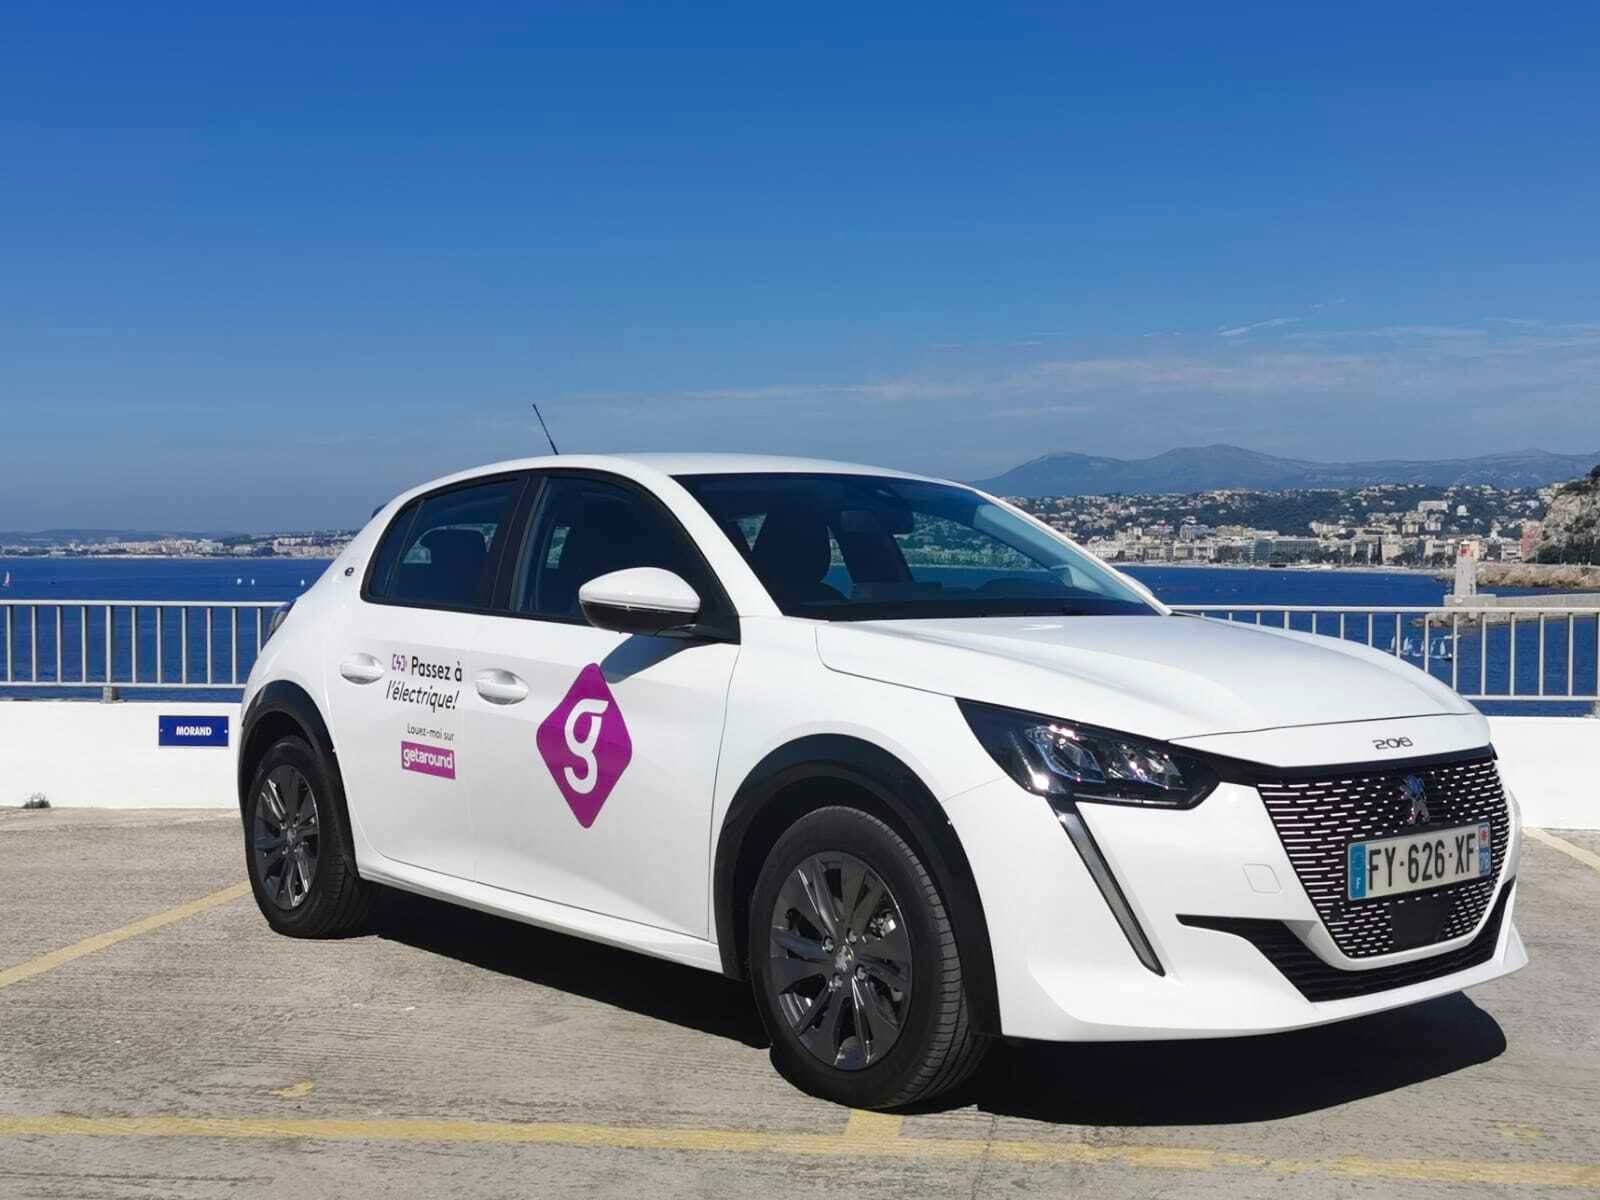 Passez à
l'électrique!
Louez-moi sur
getaround
g
MORAND
208
FY-626-XF
F
e